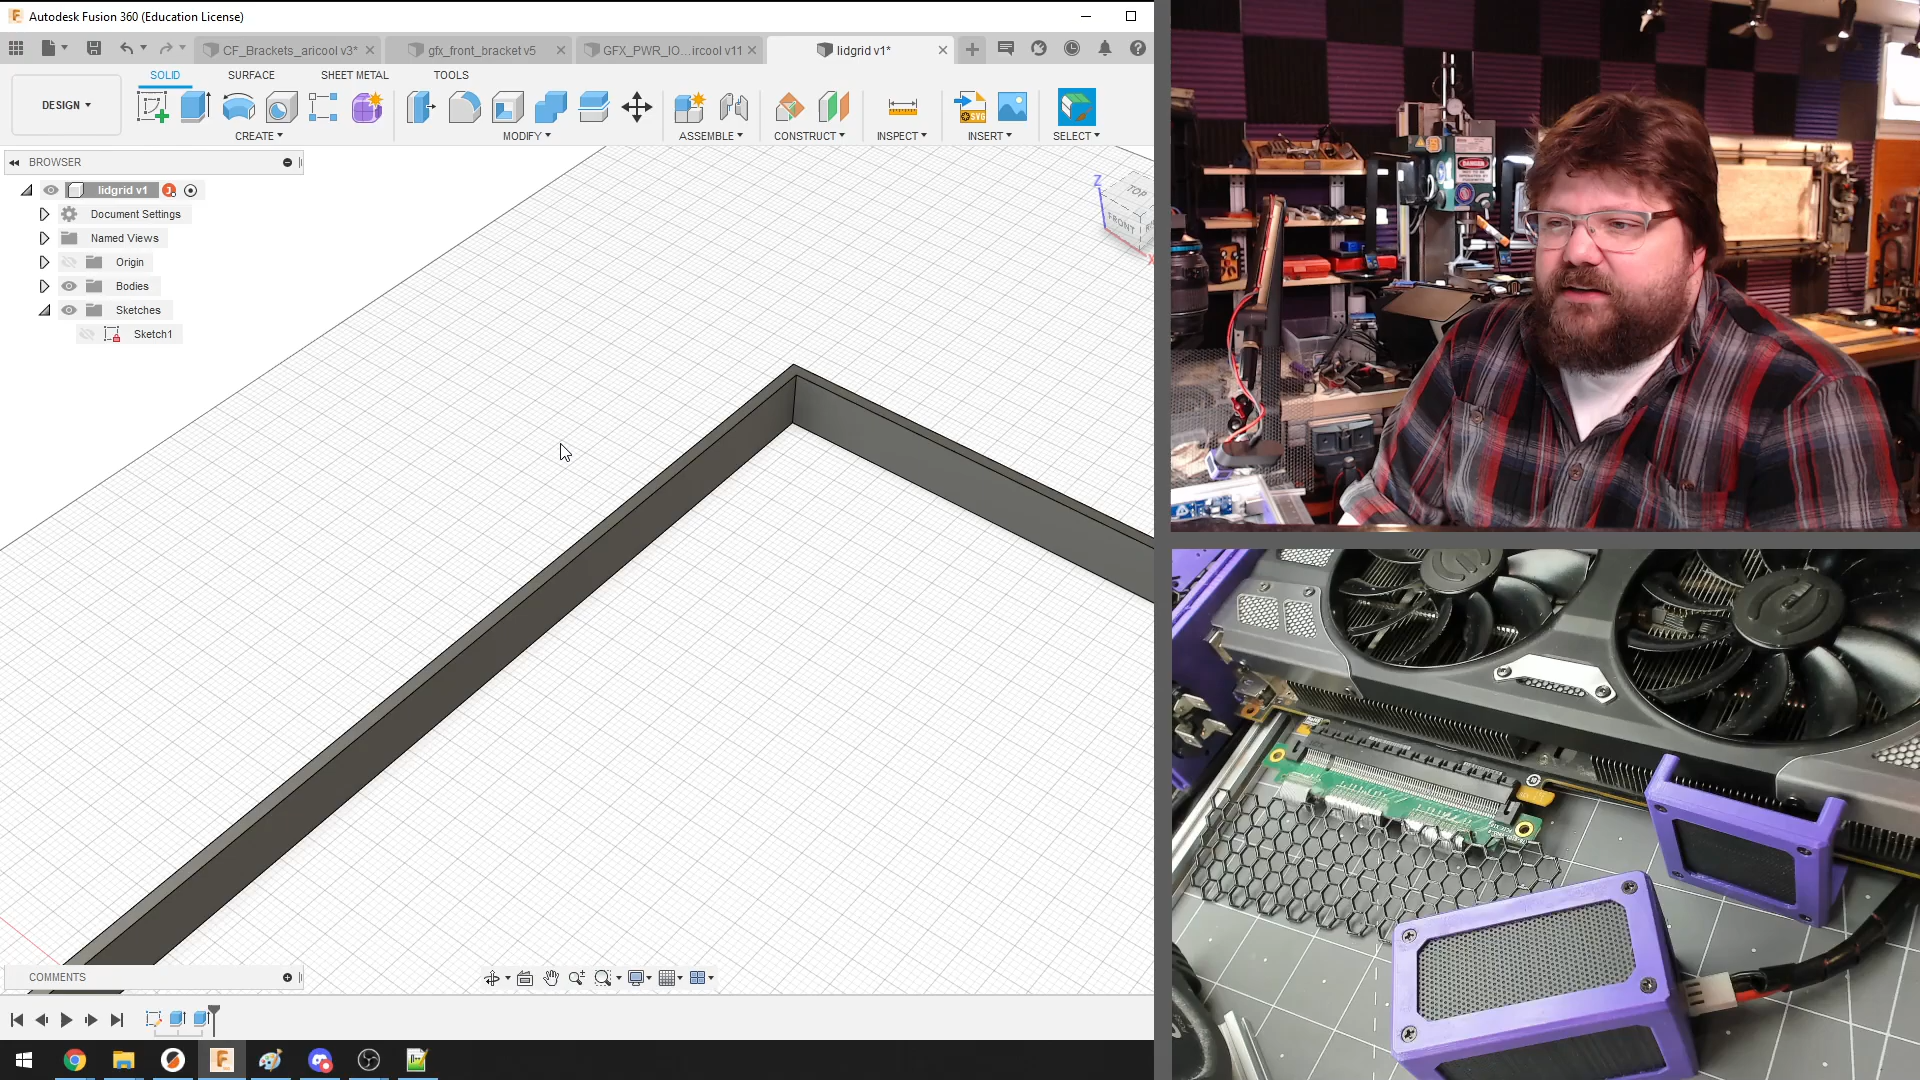 Autodesk Fusion 360 (Education License)
CF_Brackets_aricool v3*
gfx_front_bracket v5
GFX_PWR_IO...ircool v11
lidgrid v1*
SOLID
SURFACE
SHEET METAL
TOOLS
DESIGN
CREATE
MODIFY
ASSEMBLE
CONSTRUCT
INSPECT
INSERT
SELECT
SVG
BROWSER
lidgrid v1
Document Settings
Named Views
Origin
Bodies
Sketches
Sketch1
Z
TOP
FRONT
X
COMMENTS
DANGER